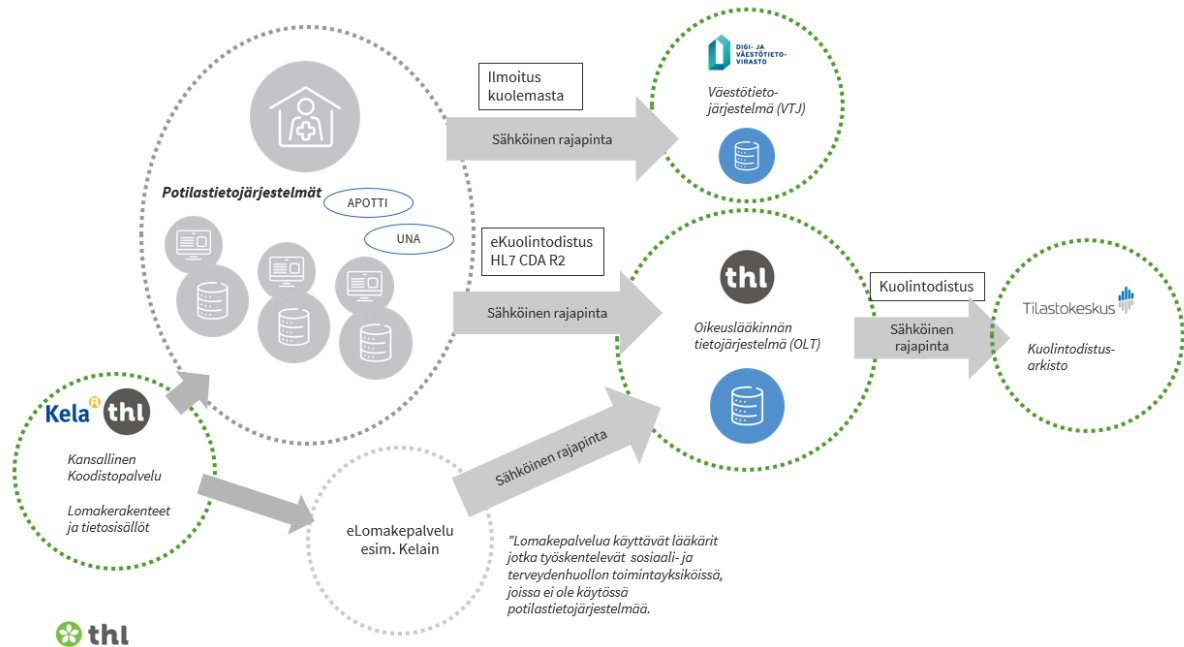 DIGI- JA
VÄESTÖTIETO-
VIRASTO
Väestötieto-
järjestelmä (VTJ)
Ilmoitus
kuolemasta
Sähköinen rajapinta
Potilastietojärjestelmät
APOTTI
UNA
eKuolintodistus
HL7 CDA R2
Sähköinen rajapinta
thl
Oikeuslääkinnän
tietojärjestelmä (OLT)
Kuolintodistus
Sähköinen
rajapinta
Tilastokeskus
Kuolintodistus-
arkisto
Kela
thl
Kansallinen
Koodistopalvelu
Lomakerakenteet
ja tietosisällöt
Sähköinen rajapinta
eLomakepalvelu
esim. Kelain
”Lomakepalvelua käyttävät lääkärit
jotka työskentelevät sosiaali- ja
terveydenhuollon toimintayksiköissä,
joissa ei ole käytössä
potilastietojärjestelmää.
thl